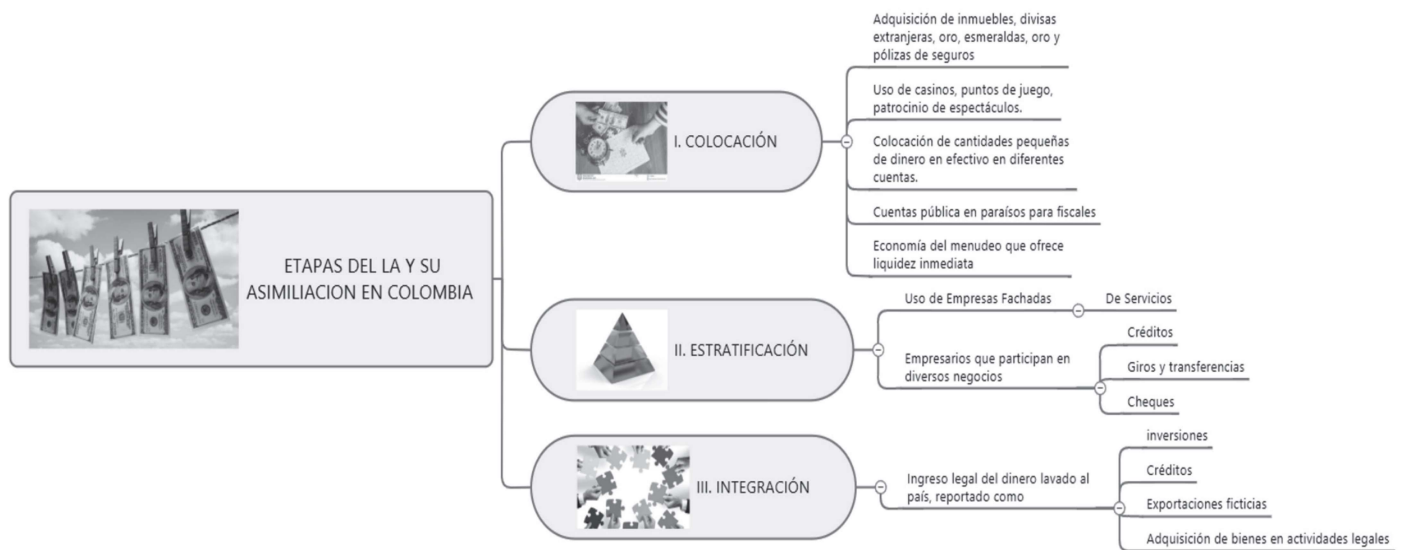 ETAPAS DEL LA Y SU
ASIMILIACION EN COLOMBIA
I. COLOCACIÓN
Adquisición de inmuebles, divisas
extranjeras, oro, esmeraldas, oro y
pólizas de seguros
Uso de casinos, puntos de juego,
patrocinio de espectáculos.
Colocación de cantidades pequeñas
de dinero en efectivo en diferentes
cuentas.
Cuentas pública en paraísos para fiscales
Economía del menudeo que ofrece
liquidez inmediata
II. ESTRATIFICACIÓN
Uso de Empresas Fachadas
De Servicios
Empresarios que participan en
diversos negocios
Créditos
Giros y transferencias
Cheques
III. INTEGRACIÓN
Ingreso legal del dinero lavado al
país, reportado como
inversiones
Créditos
Exportaciones ficticias
Adquisición de bienes en actividades legales